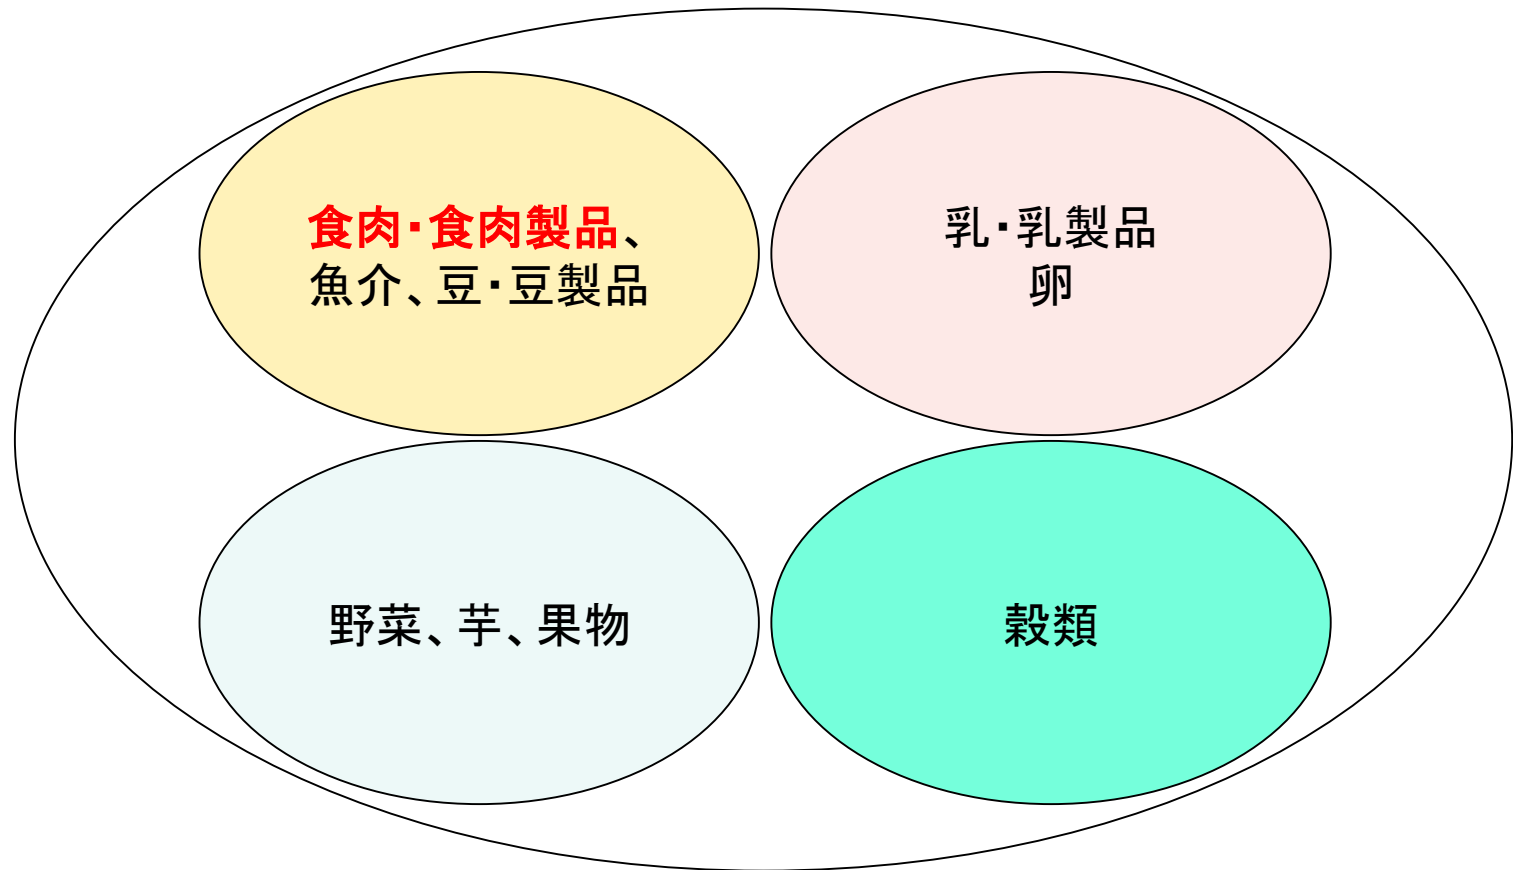 食肉・食肉製品、
魚介、豆・豆製品
乳・乳製品
卵
野菜、芋、果物
穀類